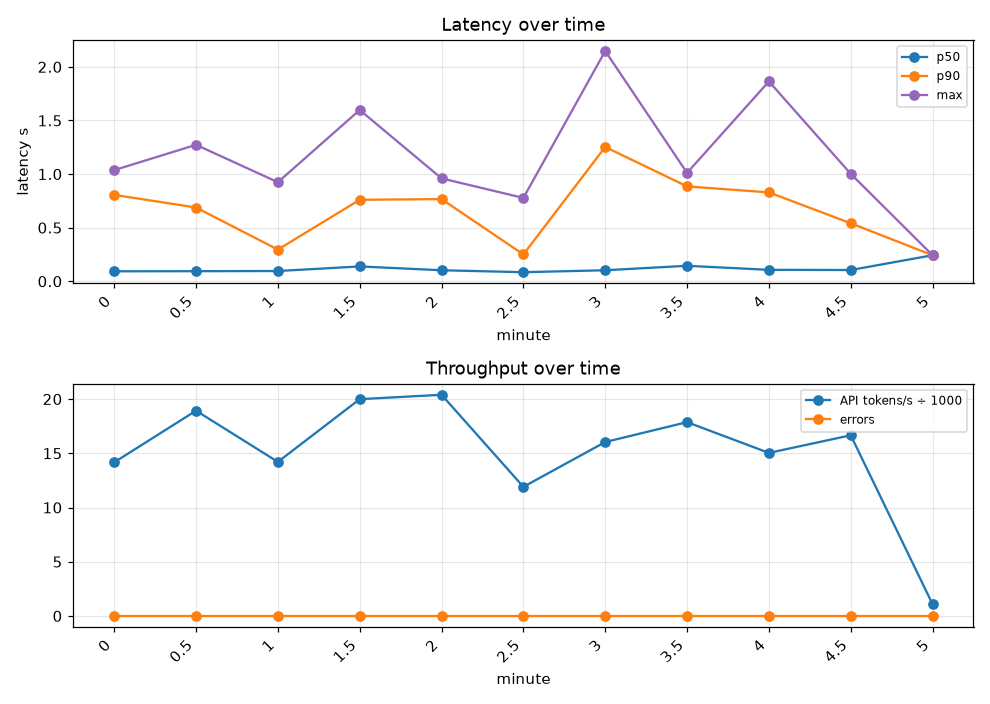 Latency over time
latency s
2.0
1.5
1.0
0.5
0.0
p50
p90
max
0 0.5 1 1.5 2 2.5 3 3.5 4 4.5 5
minute
Throughput over time
20
15
10
5
0
API tokens/s ÷ 1000
errors
0 0.5 1 1.5 2 2.5 3 3.5 4 4.5 5
minute